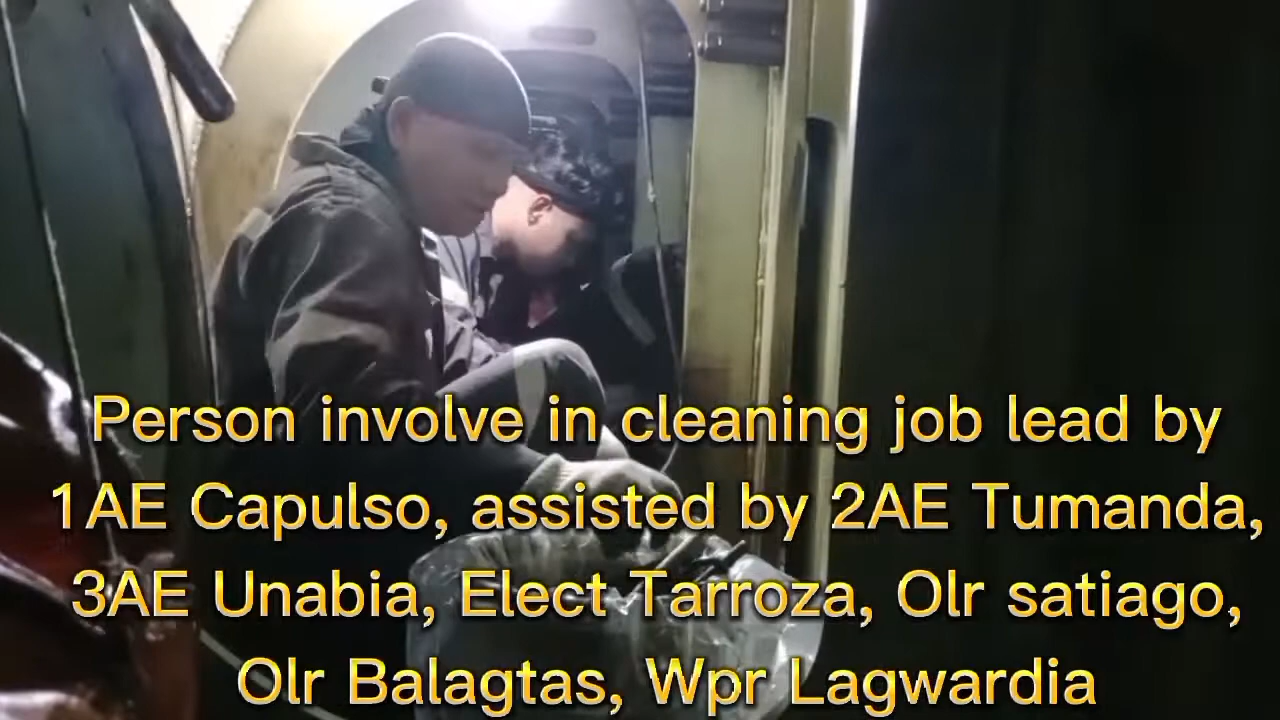 Person involve in cleaning job lead by
1AE Capulso, assisted by 2AE Tumanda,
3AE Unabia, Elect Tarroza, Olr satiago,
Olr Balagtas, Wpr Lagwardia